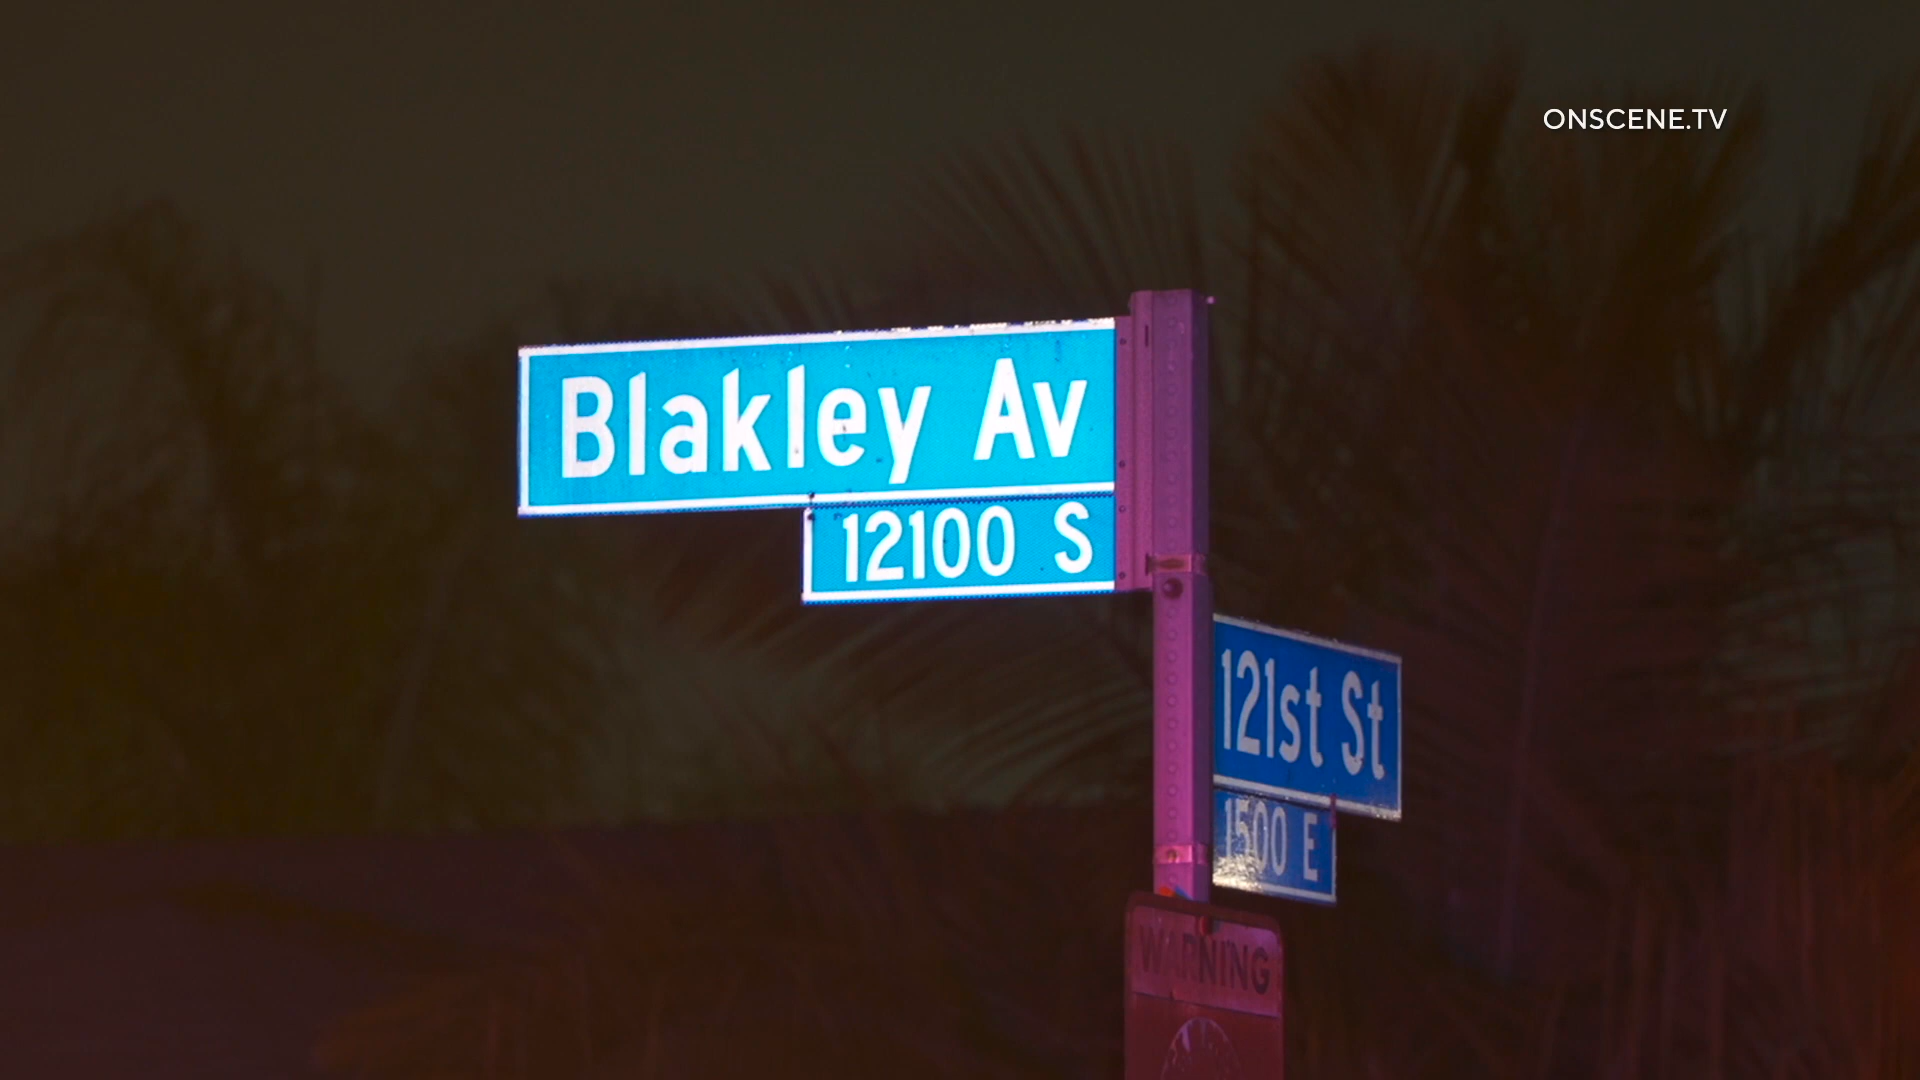 ONSCENE.TV
Blakley Av
12100 S
121st St
1500 E
WARNING